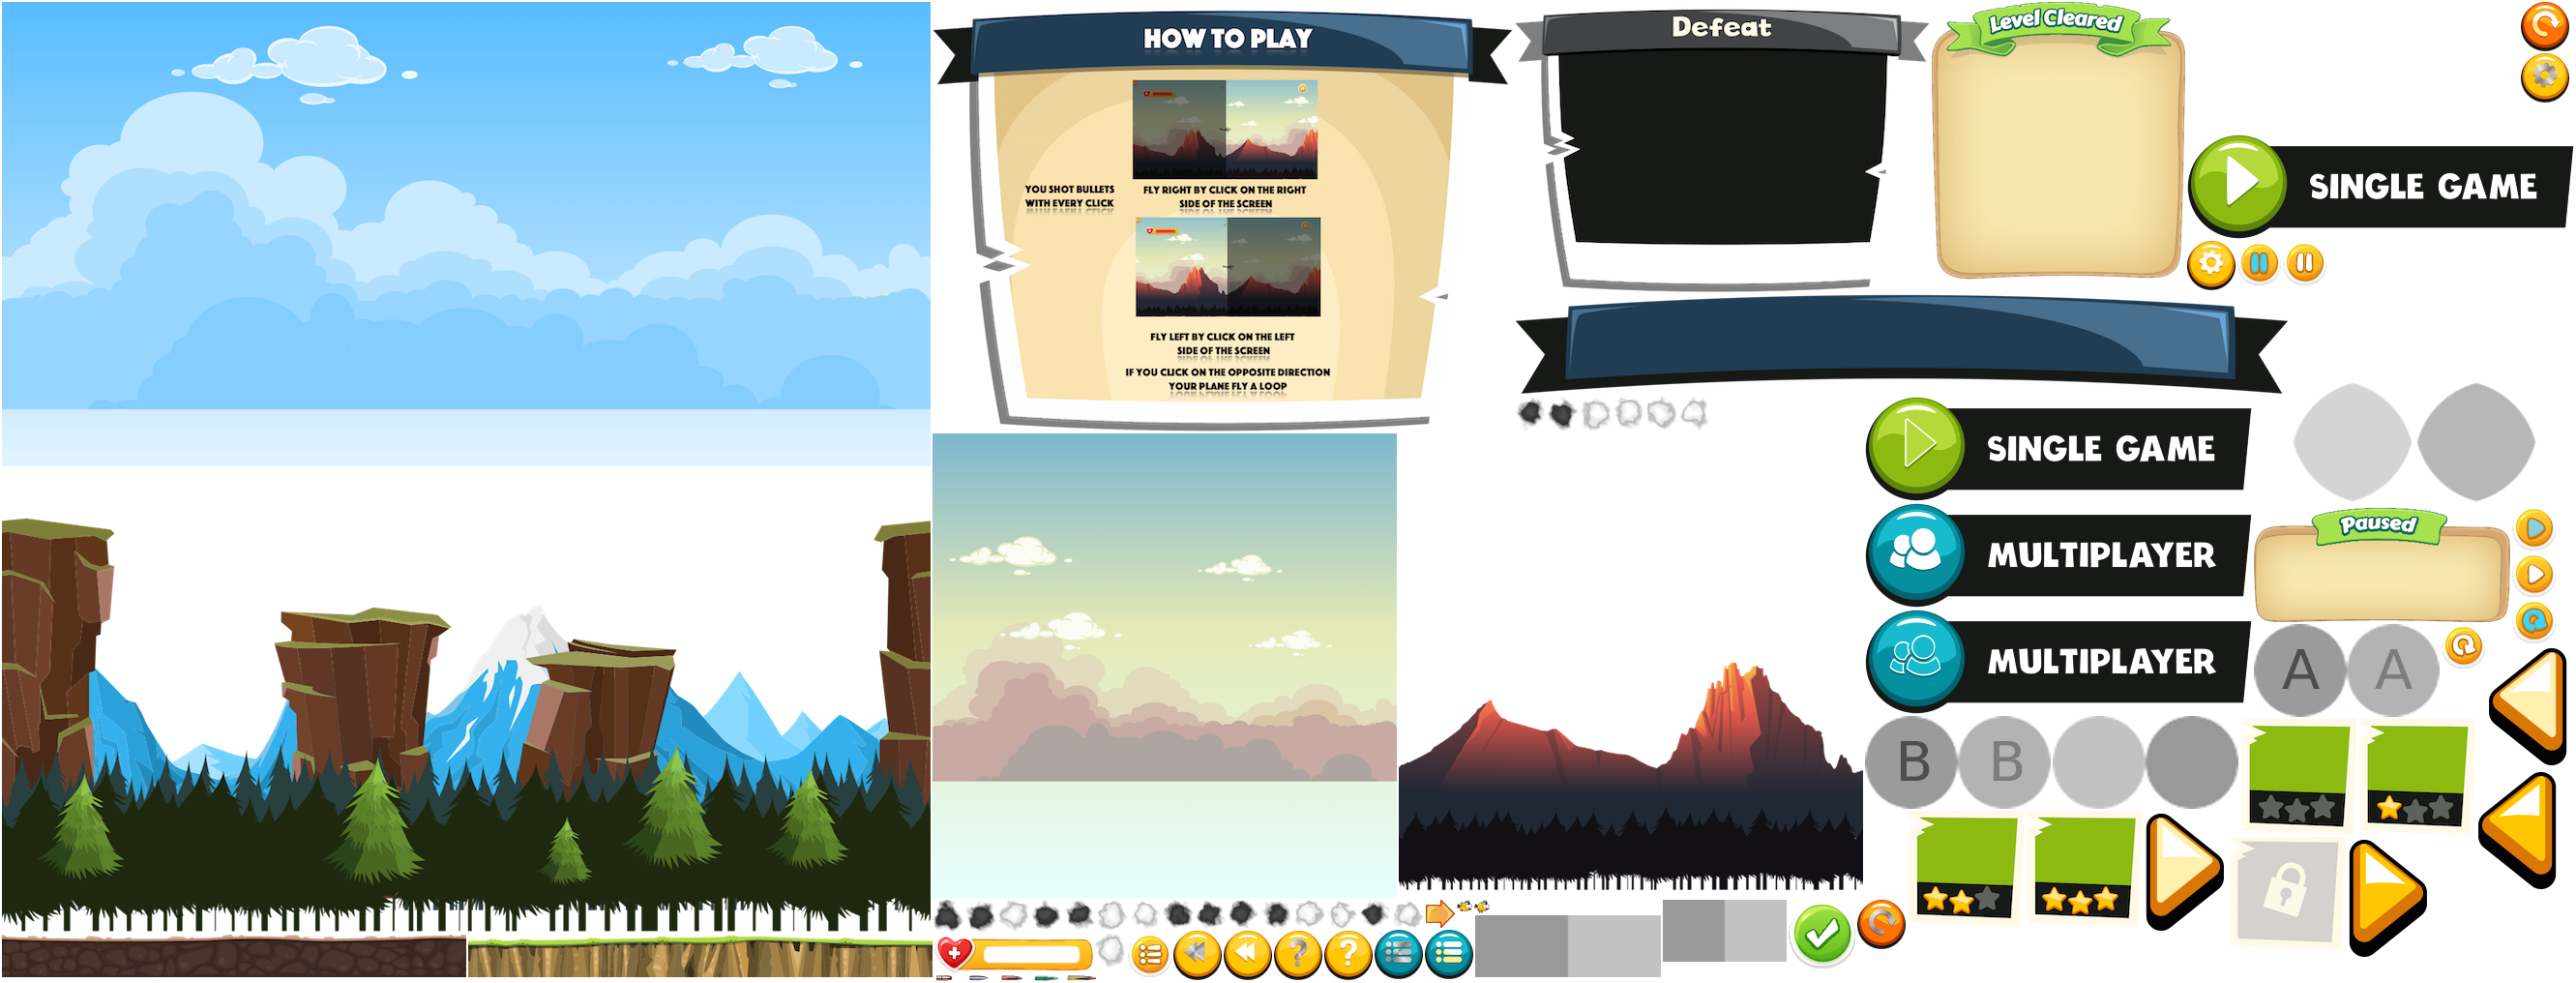 HOW TO PLAY
YOU SHOT BULLETS
WITH EVERY CLICK
FLY RIGHT BY CLICK ON THE RIGHT
SIDE OF THE SCREEN
FLY LEFT BY CLICK ON THE LEFT
SIDE OF THE SCREEN
IF YOU CLICK ON THE OPPOSITE DIRECTION
YOUR PLANE FLY A LOOP
Defeat
Level Cleared
SINGLE GAME
SINGLE GAME
MULTIPLAYER
MULTIPLAYER
Paused
A
A
B
B
?
?